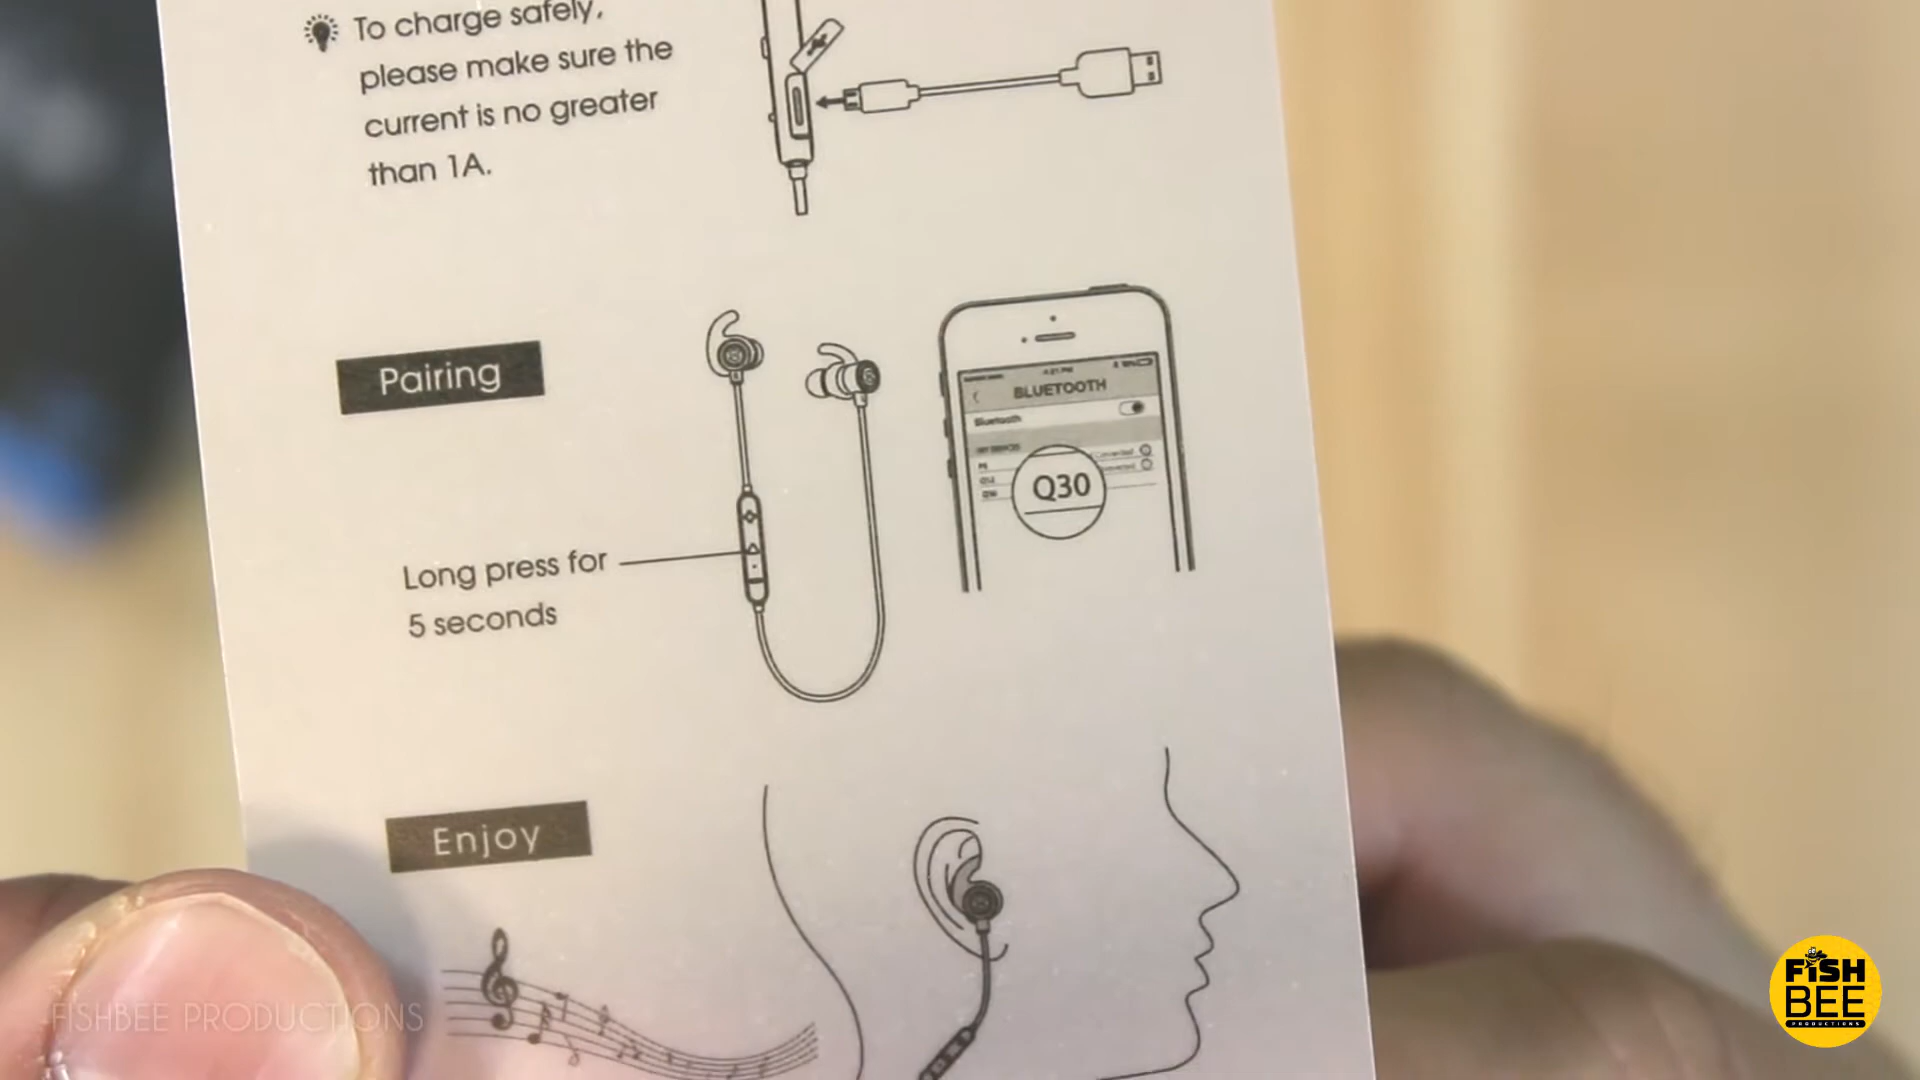 To charge safely,
please make sure the
current is no greater
than 1A.
Pairing
BLUETOOTH
Bluetooth
Q30
Long press for
5 seconds
Enjoy
FISHBEE PRODUCTIONS
FISH
BEE
PRODUCTIONS